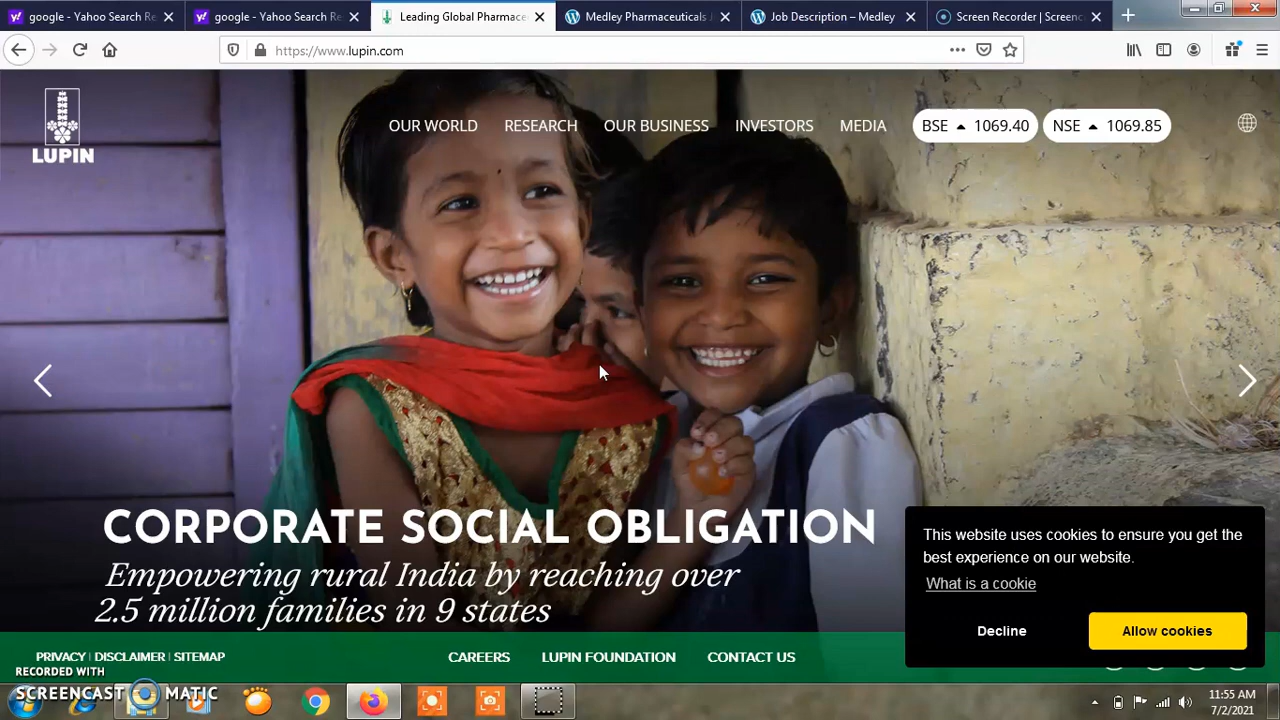 google - Yahoo Search Re
google - Yahoo Search Re
Leading Global Pharmace
Medley Pharmaceuticals
Job Description – Medley
Screen Recorder | Screenc
https://www.lupin.com
LUPIN
OUR WORLD
RESEARCH
OUR BUSINESS
INVESTORS
MEDIA
BSE 1069.40
NSE 1069.85
CORPORATE SOCIAL OBLIGATION
Empowering rural India by reaching over
2.5 million families in 9 states
This website uses cookies to ensure you get the
best experience on our website.
What is a cookie
Decline
Allow cookies
PRIVACY | DISCLAIMER | SITEMAP
CAREERS
LUPIN FOUNDATION
CONTACT US
RECORDED WITH
SCREENCAST MATIC
11:55 AM
7/2/2021